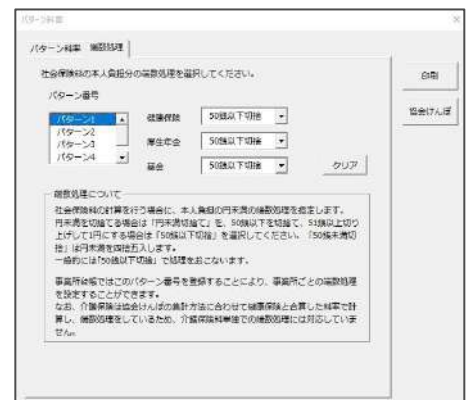 パターン料率
パターン料率 端数処理
社会保険料の本人負担分の端数処理を選択してください。
パターン番号
パターン1
パターン2
パターン3
パターン4
健康保険 50銭以下切捨
厚生年金 50銭以下切捨
基金 50銭以下切捨
クリア
印刷
協会けんぽ
端数処理について
社会保険料の計算を行う場合に、本人負担の円未満の端数処理を指定します。
円未満を切捨てる場合は「円未満切捨て」を、50銭以下を切捨て、51銭以上切り
上げして1円にする場合は「50銭以下切捨」を選択してください。「50銭未満切
捨」は円未満を四捨五入します。
一般的には「50銭以下切捨」で処理をおこないます。
事業所台帳ではこのパターン番号を登録することにより、事業所ごとの端数処理
を設定することができます。
なお、介護保険は協会けんぽの集計方法に合わせて健康保険と合算した料率で計
算し、端数処理をしているため、介護保険料単独での端数処理には対応していま
せん。